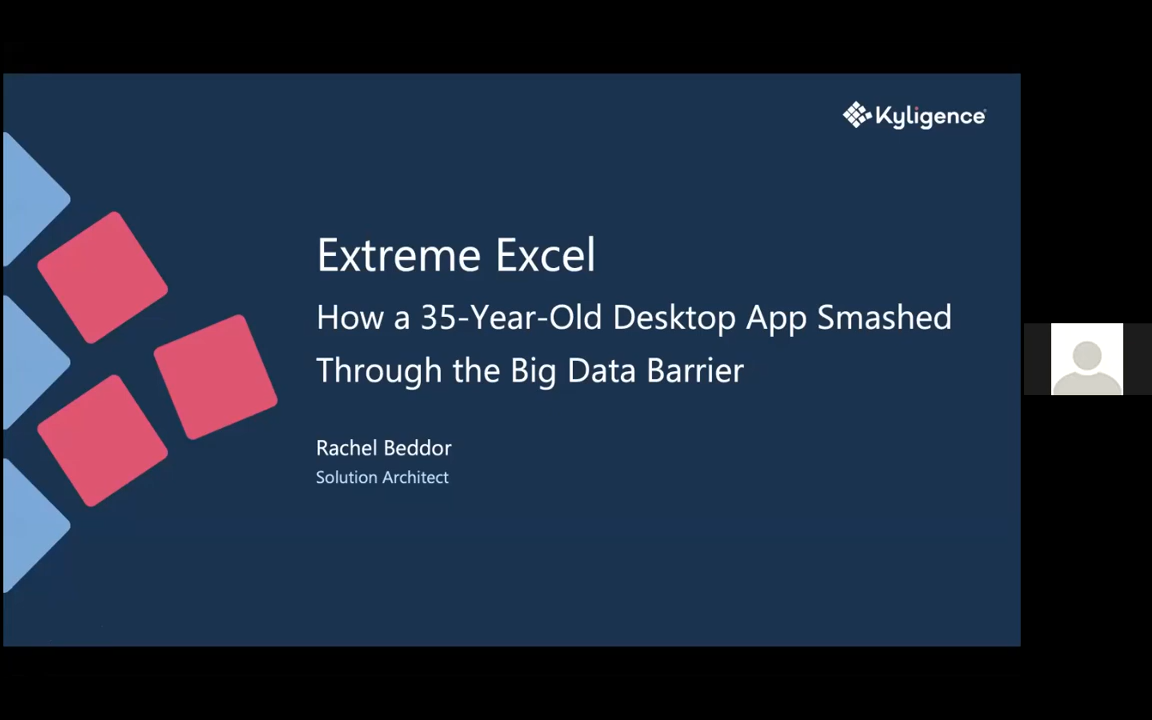 Kyligence
Extreme Excel
How a 35-Year-Old Desktop App Smashed
Through the Big Data Barrier
Rachel Beddor
Solution Architect